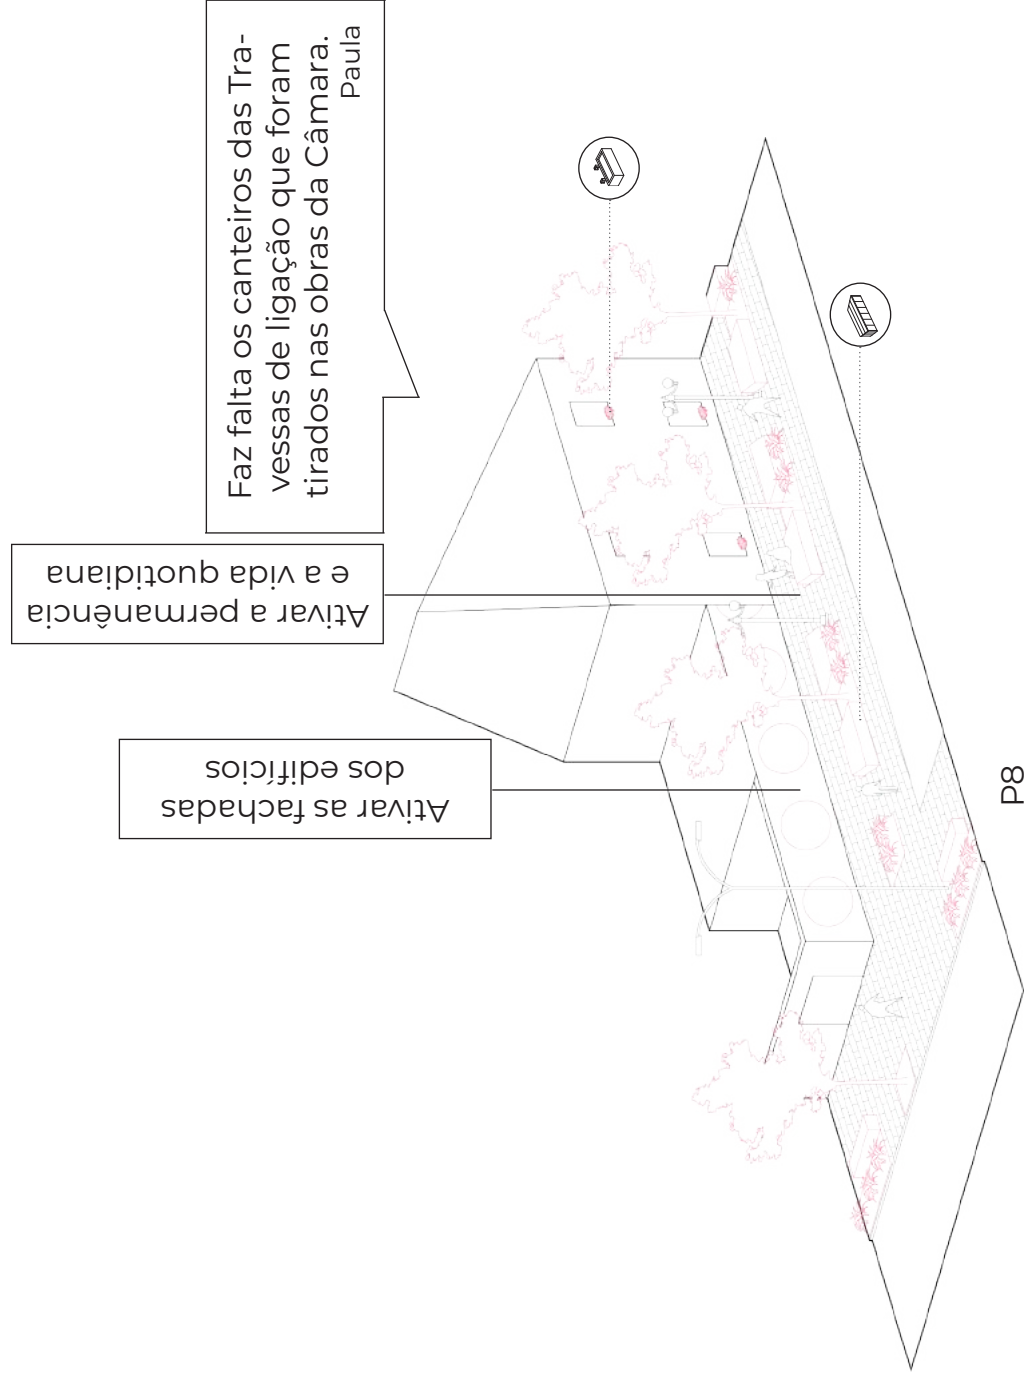 Faz falta os canteiros das Tra-
vessas de ligação que foram
tirados nas obras da Câmara.
Paula
Ativar a permanência
e a vida quotidiana
Ativar as fachadas
dos edifícios
P8